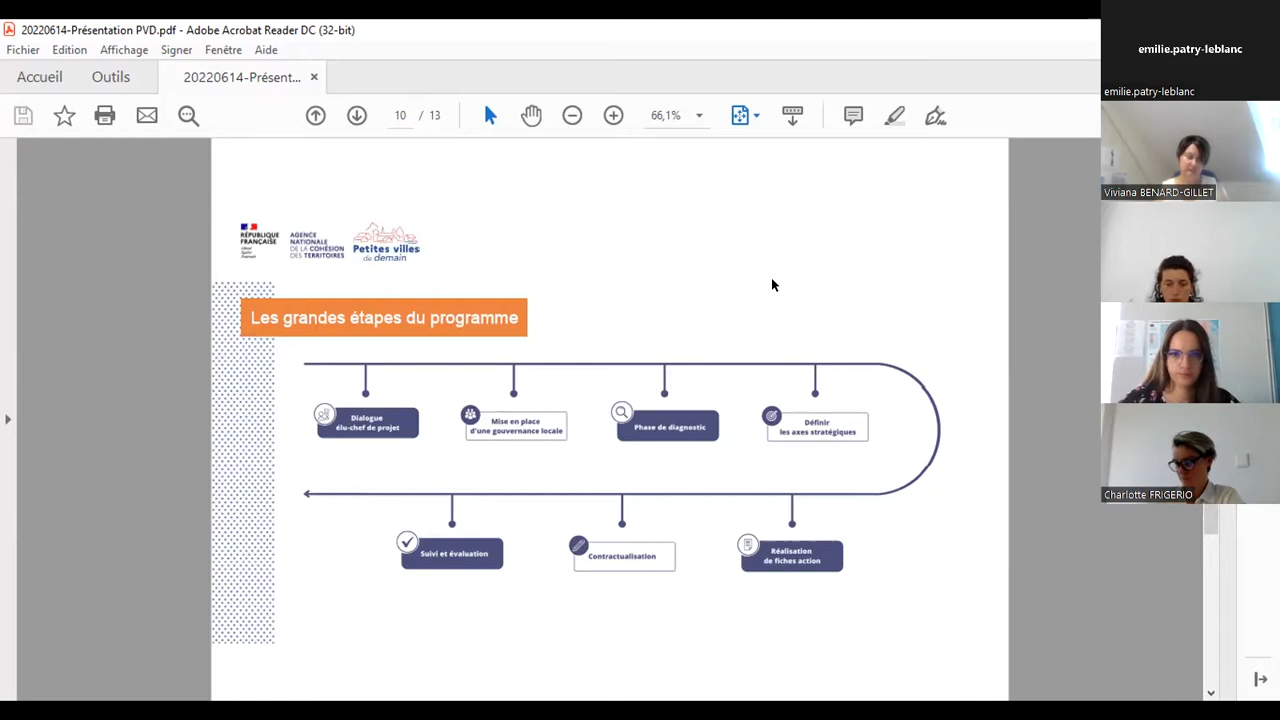 20220614-Présentation PVD.pdf - Adobe Acrobat Reader DC (32-bit)
Fichier Edition Affichage Signer Fenêtre Aide
Accueil Outils 20220614-Présent... ×
10 / 13 66,1%
RÉPUBLIQUE
FRANÇAISE
AGENCE
NATIONALE
DE LA COHÉSION
DES TERRITOIRES
Petites villes
de demain
Les grandes étapes du programme
Dialogue
élu-chef de projet
Mise en place
d'une gouvernance locale
Phase de diagnostic
Définir
les axes stratégiques
Suivi et évaluation
Contractualisation
Réalisation
de fiches action
emilie.patry-leblanc
emilie.patry-leblanc
Viviana BENARD-GILLET
Charlotte FRIGERIO